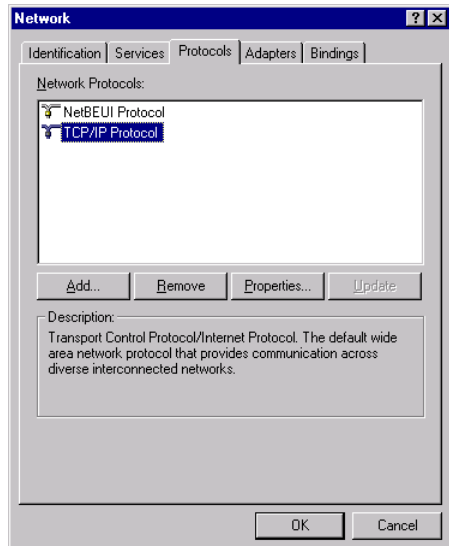 Network
Identification Services Protocols Adapters Bindings
Network Protocols:
NetBEUI Protocol
TCP/IP Protocol
Add... Remove Properties... Update
Description:
Transport Control Protocol/Internet Protocol. The default wide
area network protocol that provides communication across
diverse interconnected networks.
OK Cancel